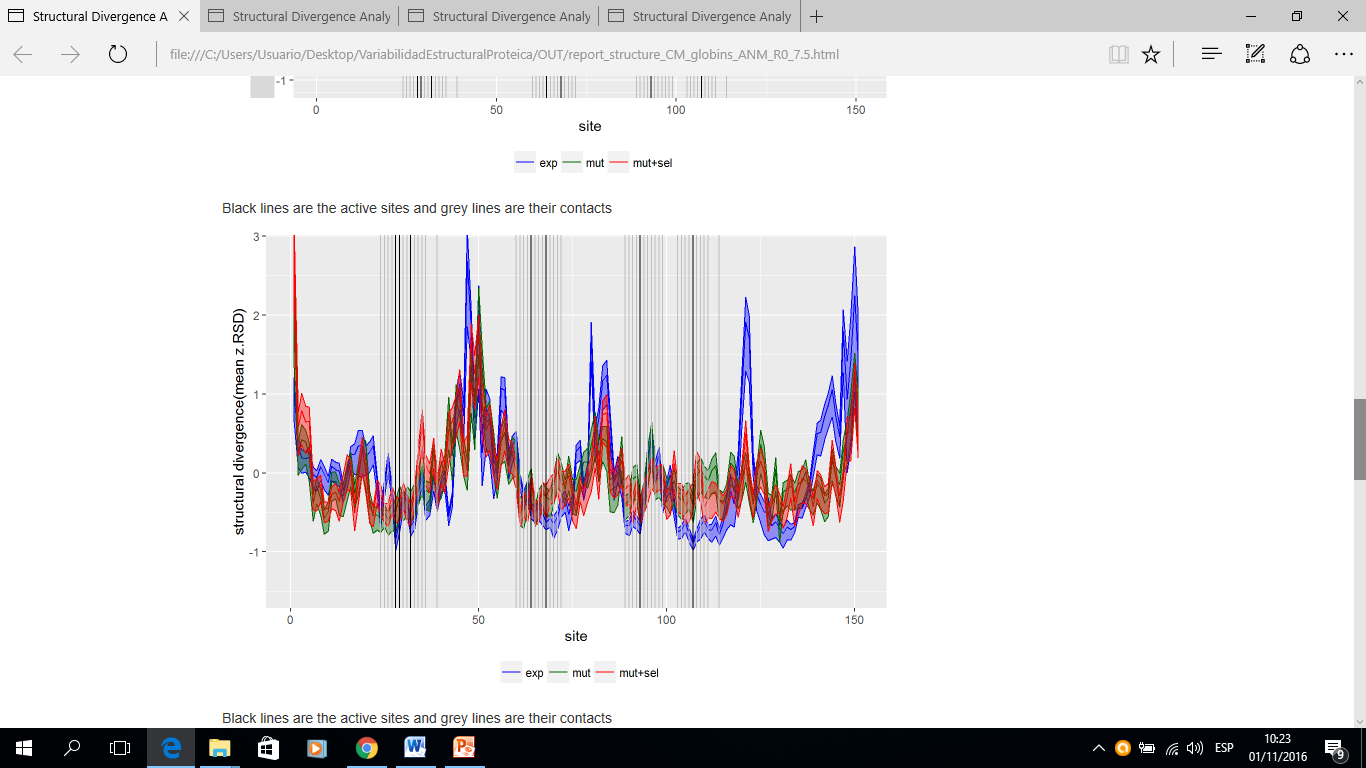 Structural Divergence A
Structural Divergence Analy
Structural Divergence Analy
Structural Divergence Analy
file:///C:/Users/Usuario/Desktop/VariabilidadEstructuralProteica/OUT/report_structure_CM_globins_ANM_R0_7.5.html
-1
0 50 100 150
site
exp mut mut+sel
Black lines are the active sites and grey lines are their contacts
3
2
1
0
-1
structural divergence(mean z.RSD)
0 50 100 150
site
exp mut mut+sel
Black lines are the active sites and grey lines are their contacts
ESP
10:23
01/11/2016
9